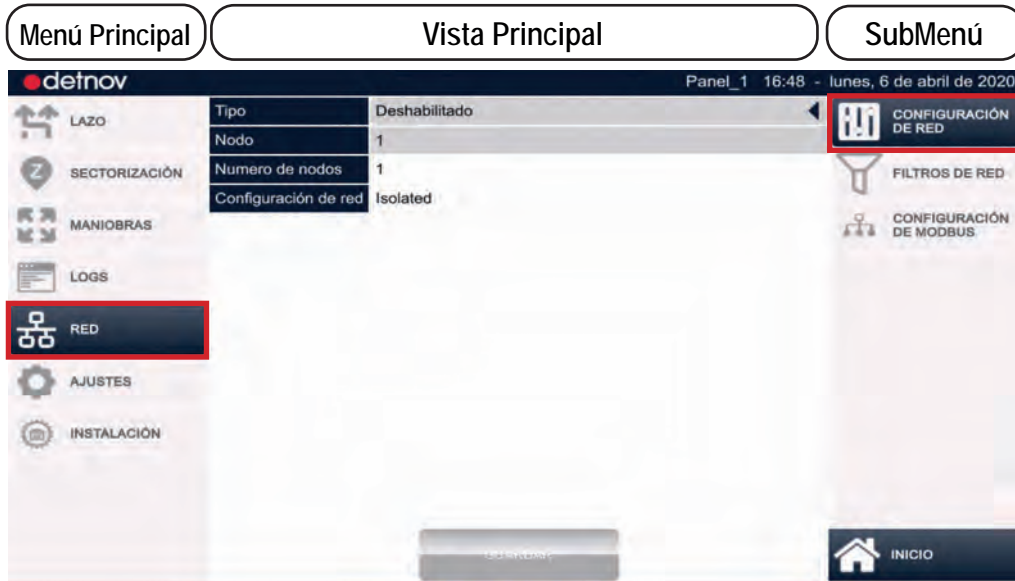 Menú Principal
Vista Principal
SubMenú
detnov
Panel_1 16:48 - lunes, 6 de abril de 2020
LAZO
SECTORIZACIÓN
MANIOBRAS
LOGS
RED
AJUSTES
INSTALACIÓN
Tipo Deshabilitado
Nodo 1
Numero de nodos 1
Configuración de red Isolated
CONFIGURACIÓN
DE RED
FILTROS DE RED
CONFIGURACIÓN
DE MODBUS
INICIO